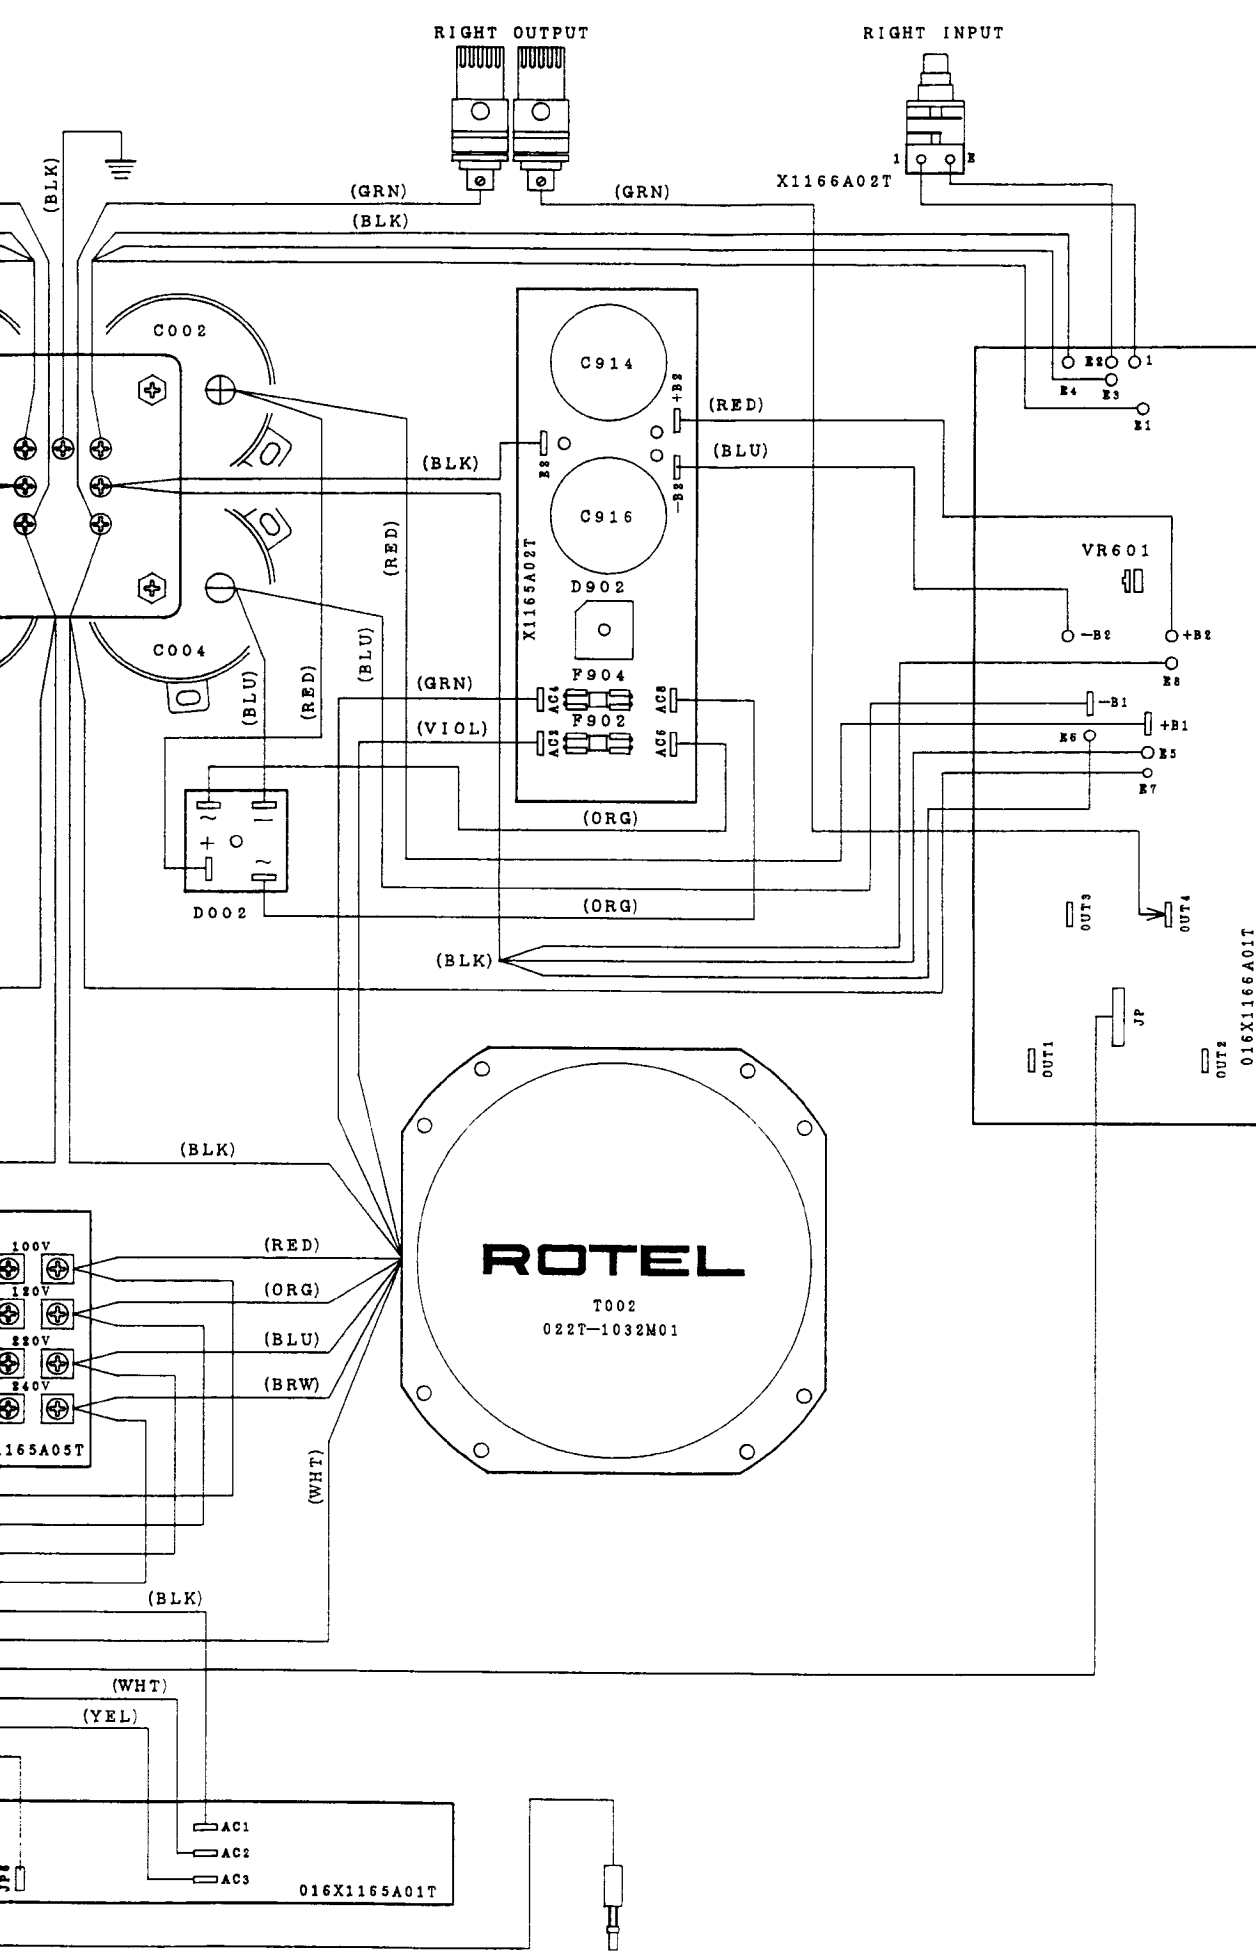 RIGHT OUTPUT
RIGHT INPUT
1
E
X1166A02T
(BLK)
(GRN)
(GRN)
(BLK)
C002
C914
+B2
(RED)
E2
1
E4
E3
E1
(BLK)
E2
(BLU)
-B2
C916
(RED)
X1165A02T
D902
VR601
C004
(BLU)
(BLU)
(RED)
-B2
+B2
E8
(GRN)
AC4
F904
AC8
(VIOL)
AC2
F902
AC6
-B1
+B1
E6
E5
E7
(ORG)
~
+
~
D002
(ORG)
(BLK)
OUT3
OUT4
016X1166A01T
JP
OUT1
OUT2
(BLK)
100V
(RED)
120V
(ORG)
220V
(BLU)
240V
(BRW)
1165A05T
(WHT)
ROTEL
T002
022T-1032M01
(BLK)
(WHT)
(YEL)
AC1
AC2
AC3
016X1165A01T